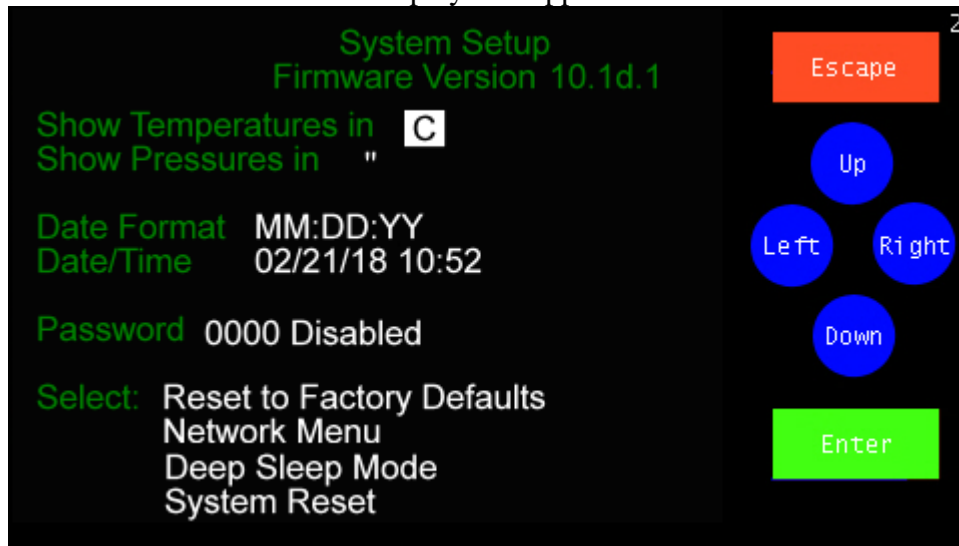 System Setup
Firmware Version 10.1d.1
Show Temperatures in C
Show Pressures in "
Date Format MM:DD:YY
Date/Time 02/21/18 10:52
Password 0000 Disabled
Select: Reset to Factory Defaults
Network Menu
Deep Sleep Mode
System Reset
Escape
Up
Left Right
Down
Enter